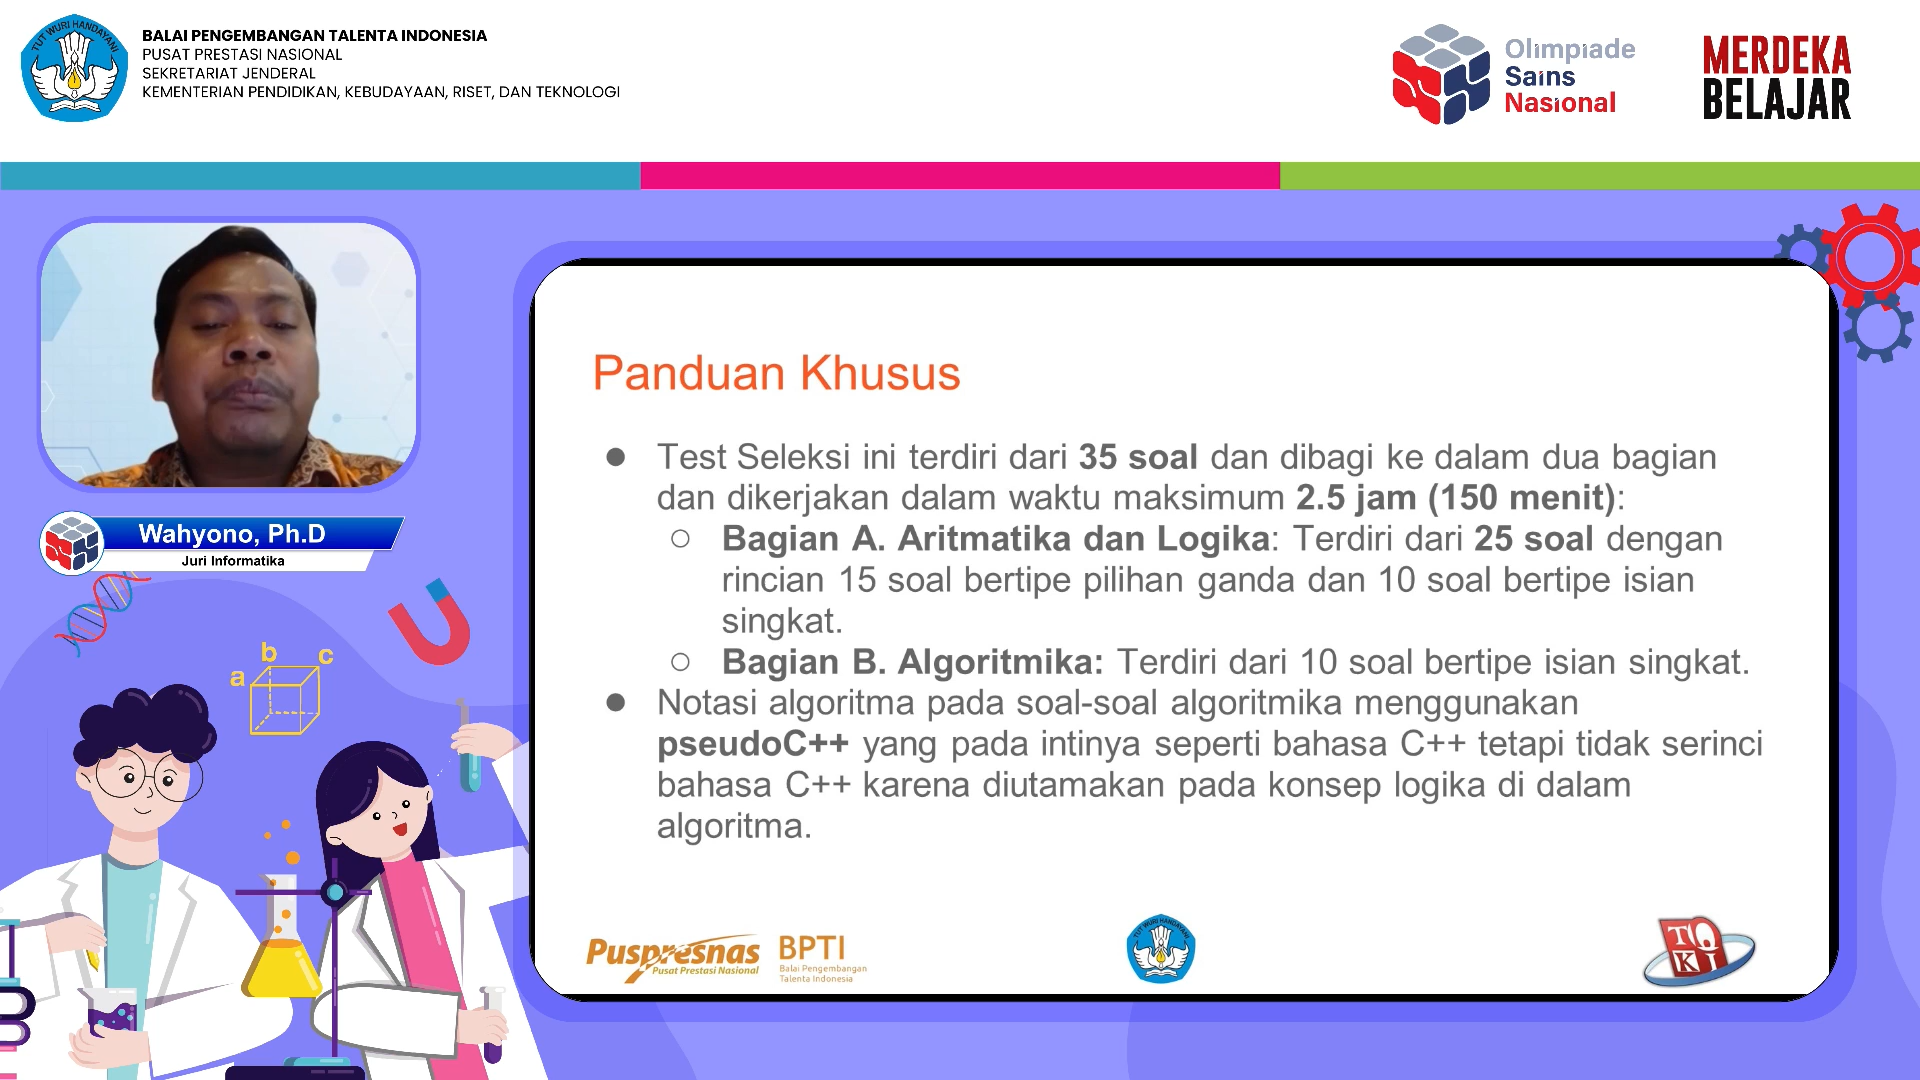 TUT WURI HANDAYANI
BALAI PENGEMBANGAN TALENTA INDONESIA
PUSAT PRESTASI NASIONAL
SEKRETARIAT JENDERAL
KEMENTERIAN PENDIDIKAN, KEBUDAYAAN, RISET, DAN TEKNOLOGI
Olimpiade
Sains
Nasional
MERDEKA
BELAJAR
Wahyono, Ph.D
Juri Informatika
a
b
c
Panduan Khusus
● Test Seleksi ini terdiri dari 35 soal dan dibagi ke dalam dua bagian
dan dikerjakan dalam waktu maksimum 2.5 jam (150 menit):
○ Bagian A. Aritmatika dan Logika: Terdiri dari 25 soal dengan
rincian 15 soal bertipe pilihan ganda dan 10 soal bertipe isian
singkat.
○ Bagian B. Algoritmika: Terdiri dari 10 soal bertipe isian singkat.
● Notasi algoritma pada soal-soal algoritmika menggunakan
pseudoC++ yang pada intinya seperti bahasa C++ tetapi tidak serinci
bahasa C++ karena diutamakan pada konsep logika di dalam
algoritma.
Puspresnas
Pusat Prestasi Nasional
BPTI
Balai Pengembangan
Talenta Indonesia
TUT WURI HANDAYANI
TOKI